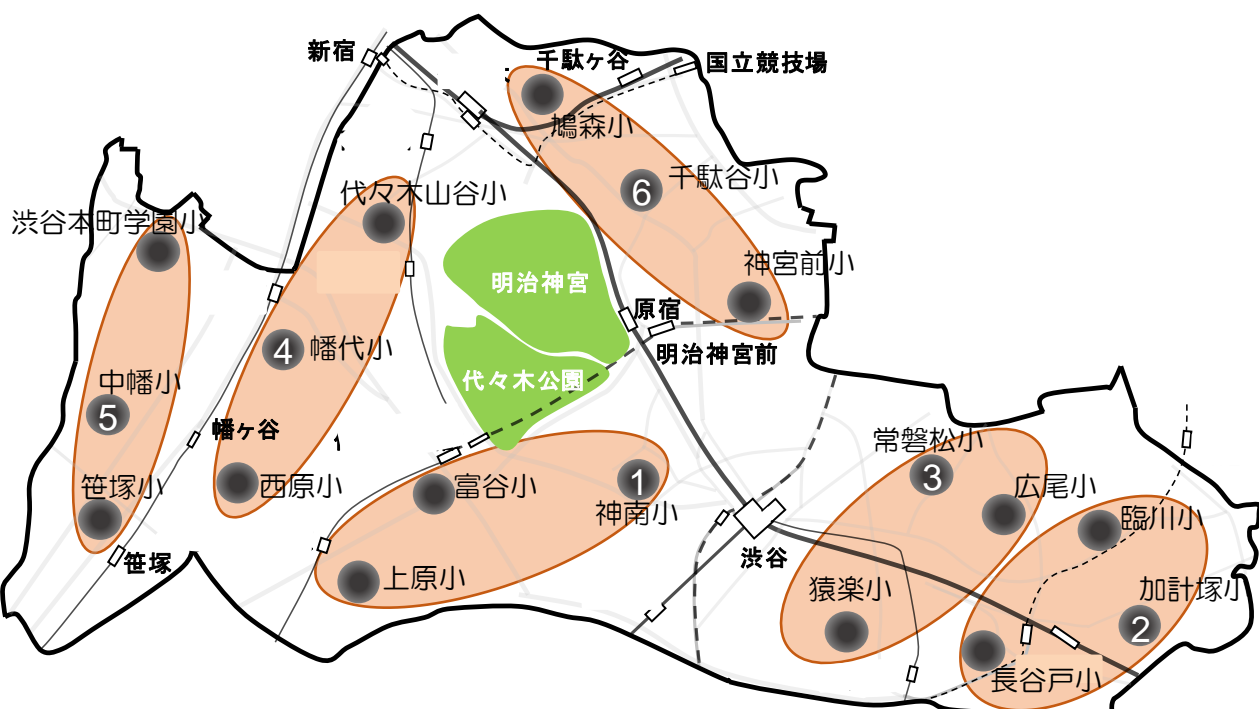 新宿
千駄ヶ谷
国立競技場
鳩森小
6
千駄谷小
代々木山谷小
渋谷本町学園小
明治神宮
神宮前小
原宿
明治神宮前
4
幡代小
代々木公園
中幡小
5
幡ヶ谷
常磐松小
3
笹塚小
西原小
富谷小
1
神南小
広尾小
臨川小
笹塚
渋谷
上原小
猿楽小
加計塚小
2
長谷戸小